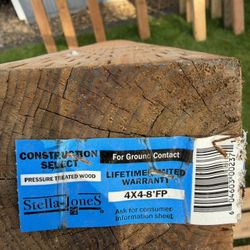 CONSTRUCTION
SELECT
PRESSURE TREATED WOOD
Stella-Jones
For Ground Contact
LIFETIME LIMITED
WARRANTY
4X4-8'FP
Ask for consumer
information sheet